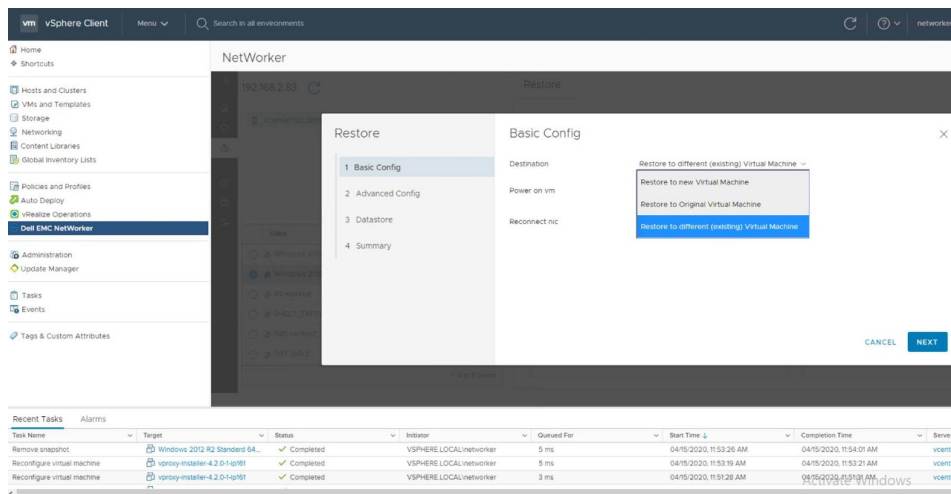 vm vSphere Client Menu Search in all environments networker
Home
Shortcuts
Hosts and Clusters
VMs and Templates
Storage
Networking
Content Libraries
Global Inventory Lists
Policies and Profiles
Auto Deploy
vRealize Operations
Dell EMC NetWorker
Administration
Update Manager
Tasks
Events
Tags & Custom Attributes
NetWorker
192.168.2.83
Restore
Restore
1 Basic Config
2 Advanced Config
3 Datastore
4 Summary
Basic Config
Destination Restore to different (existing) Virtual Machine
Restore to new Virtual Machine
Restore to Original Virtual Machine
Restore to different (existing) Virtual Machine
Power on vm
Reconnect nic
CANCEL NEXT
Recent Tasks Alarms
Task Name Target Status Initiator Queued For Start Time Completion Time Server
Remove snapshot Windows 2012 R2 Standerd 64... Completed VSPHERE.LOCAL\networker 5 ms 04/15/2020, 11:53:26 AM 04/15/2020, 11:54:01 AM vcent
Reconfigure virtual machine vproxy-installer-4.2.0-1-ip161 Completed VSPHERE.LOCAL\networker 5 ms 04/15/2020, 11:53:19 AM 04/15/2020, 11:53:21 AM vcent
Reconfigure virtual machine vproxy-installer-4.2.0-1-ip161 Completed VSPHERE.LOCAL\networker 3 ms 04/15/2020, 11:51:28 AM 04/15/2020, 11:51:31 AM vcent
Activate Windows